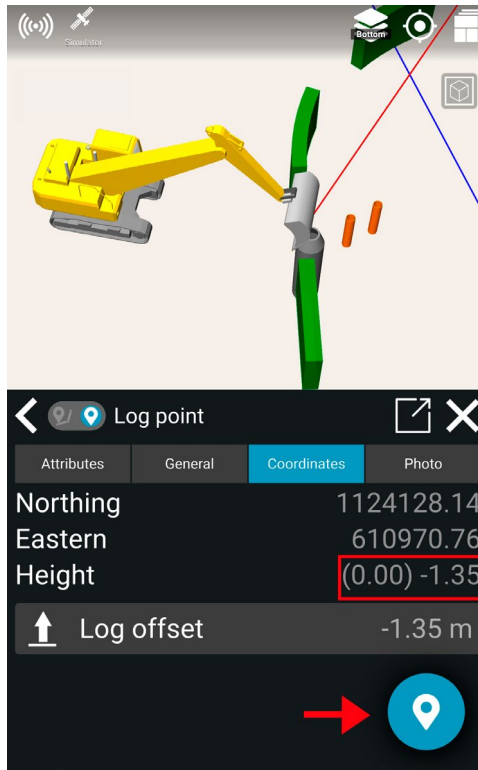 Simulator
Bottom
Log point
Attributes General Coordinates Photo
Northing 1124128.14
Eastern 610970.76
Height (0.00) -1.35
Log offset -1.35 m